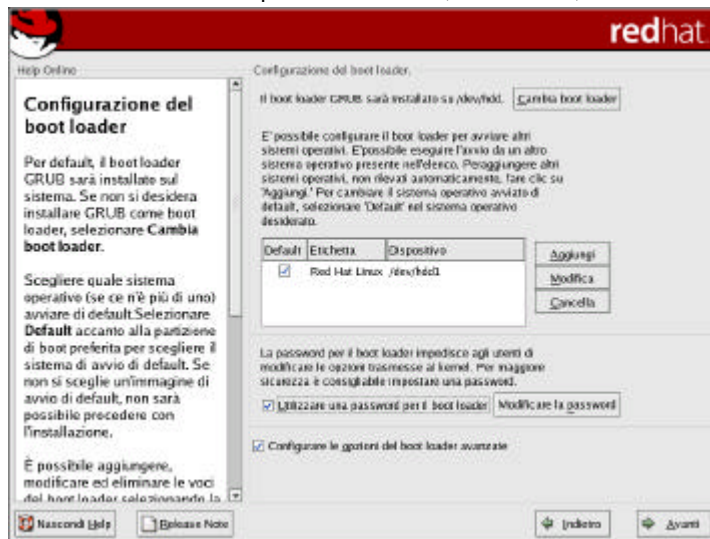 redhat.
Help Online
Configurazione del
boot loader
Per default, il boot loader
GRUB sarà installato sul
sistema. Se non si desidera
installare GRUB come boot
loader, selezionare Cambia
boot loader.
Scegliere quale sistema
operativo (se ce n'è più di uno)
avviare di default.Selezionare
Default accanto alla partizione
di boot preferita per scegliere il
sistema di avvio di default. Se
non si sceglie un'immagine di
avvio di default, non sarà
possibile procedere con
l'installazione.
È possibile aggiungere,
modificare ed eliminare le voci
del boot loader selezionando la
Configurazione del boot loader.
Il boot loader GRUB sarà installato su /dev/hdd.
Cambia boot loader
E' possibile configurare il boot loader per avviare altri
sistemi operativi. E'possibile eseguire l'avvio da un altro
sistema operativo presente nell'elenco. Peraggiungere altri
sistemi operativi, non rilevati automaticamente, fare clic su
'Aggiungi.' Per cambiare il sistema operativo avviato di
default, selezionare 'Default' nel sistema operativo
desiderato.
Default Etichetta Dispositivo
Red Hat Linux /dev/hdd1
Aggiungi
Modifica
Cancella
La password per il boot loader impedisce agli utenti di
modificare le opzioni trasmesse al kernel. Per maggiore
sicurezza è consigliabile impostare una password.
Utilizzare una password per il boot loader
Modificare la password
Configurare le opzioni del boot loader avanzate
Nascondi Help
Release Note
Indietro
Avanti